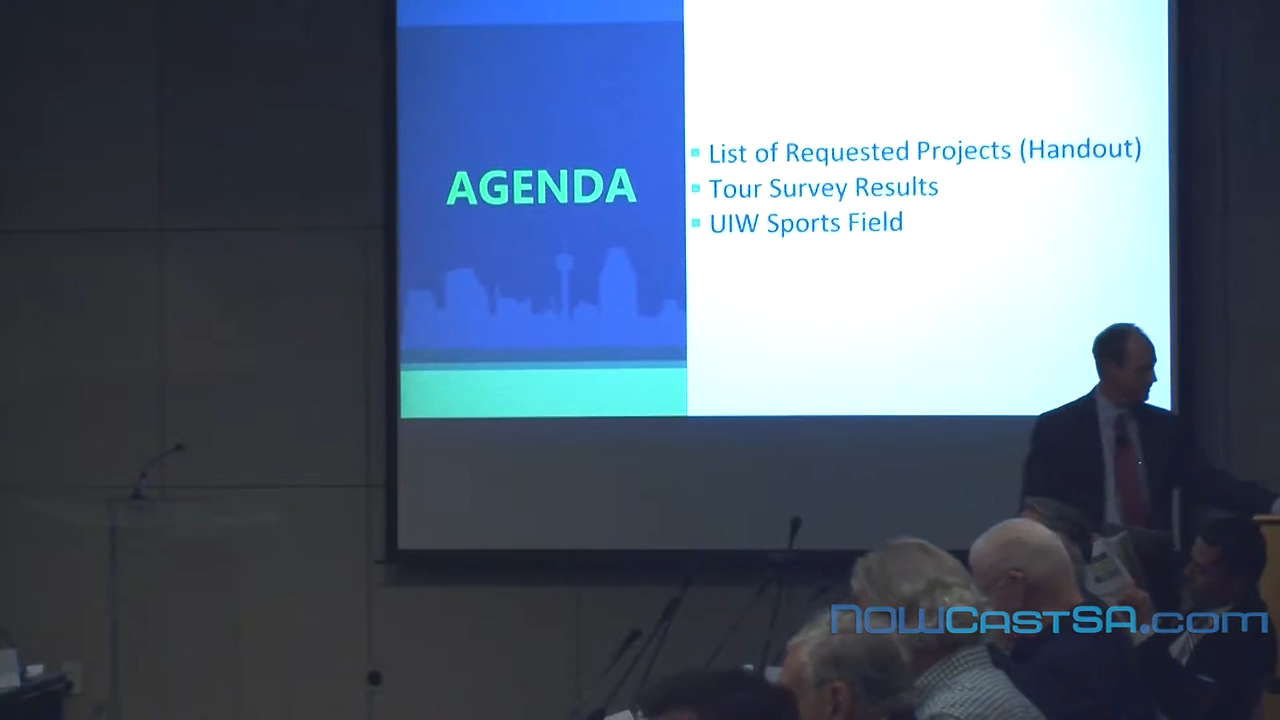 AGENDA
List of Requested Projects (Handout)
Tour Survey Results
UIW Sports Field
NOWCastSA.com